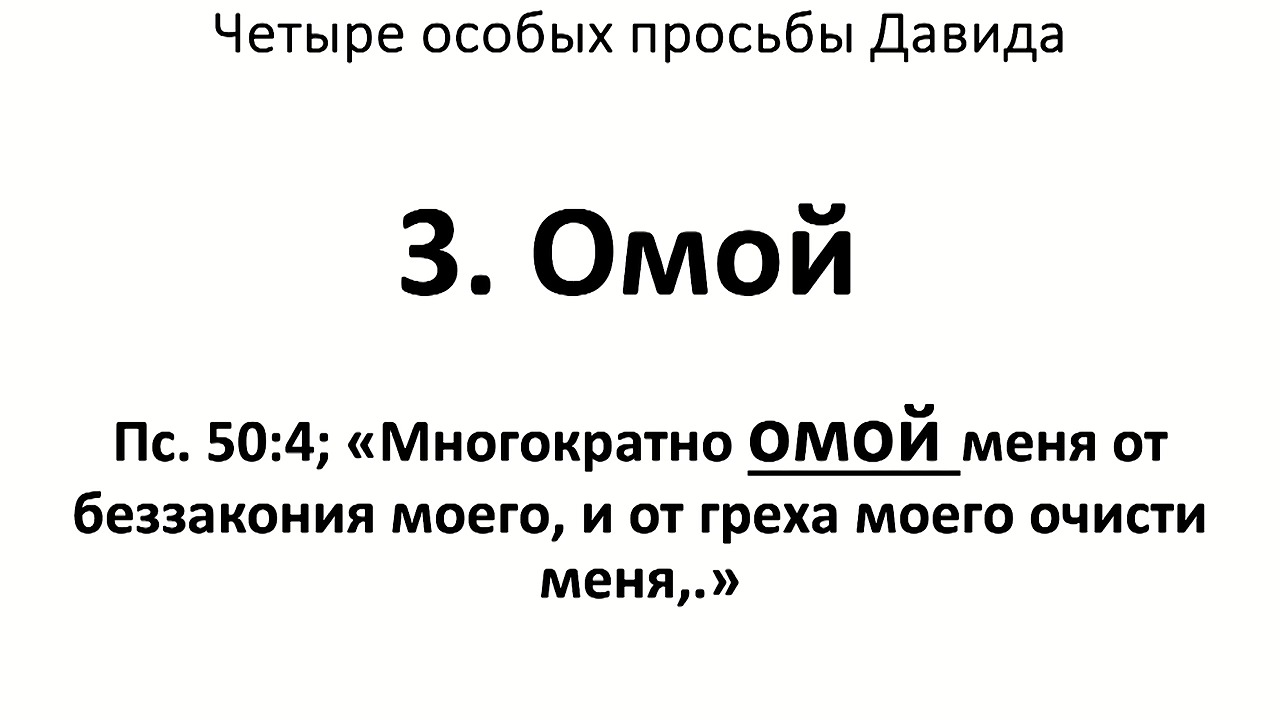 Четыре особых просьбы Давида
3. Омой
Пс. 50:4; «Многократно омой меня от
беззакония моего, и от греха моего очисти
меня,.»